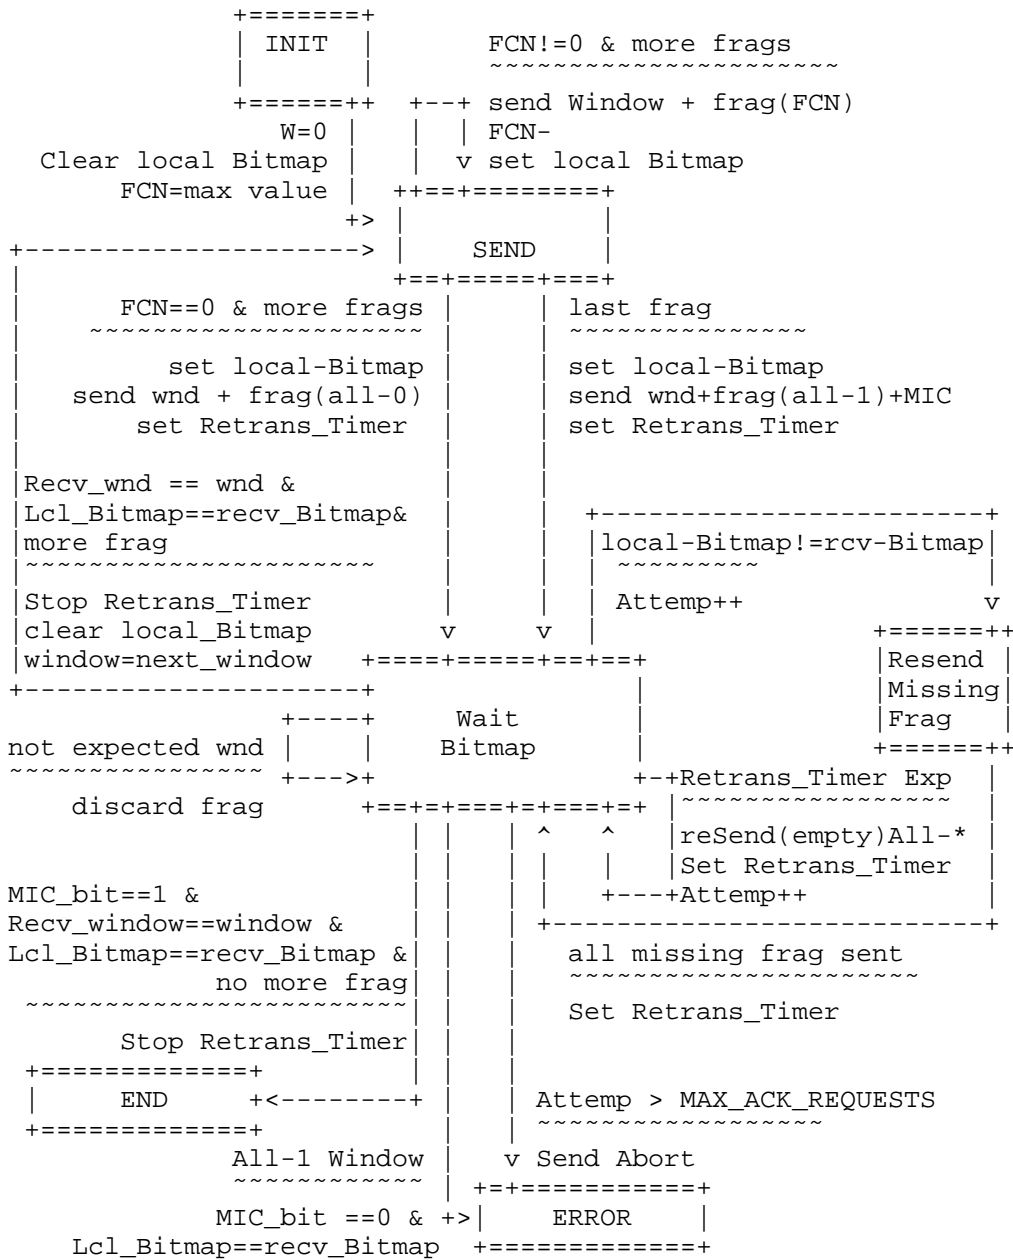 +=======+
                | INIT  |       FCN!=0 & more frags
                |       |       ~~~~~~~~~~~~~~~~~~~~~~
                +======++  +--+ send Window + frag(FCN)
                   W=0 |   |  | FCN-
    Clear local Bitmap |   |  v set local Bitmap
         FCN=max value |  ++==+========+
                       +> |            |
  +---------------------> |    SEND    |
  |                       +==+=====+===+
  |      FCN==0 & more frags |     | last frag
  |    ~~~~~~~~~~~~~~~~~~~~~ |     | ~~~~~~~~~~~~~~~
  |         set local-Bitmap |     | set local-Bitmap
  |   send wnd + frag(all-0) |     | send wnd+frag(all-1)+MIC
  |       set Retrans_Timer  |     | set Retrans_Timer
  |                          |     |
  |Recv_wnd == wnd &         |     |
  |Lcl_Bitmap==recv_Bitmap&  |     |  +------------------------+
  |more frag                 |     |  |local-Bitmap!=rcv-Bitmap|
  |~~~~~~~~~~~~~~~~~~~~~~    |     |  | ~~~~~~~~~              |
  |Stop Retrans_Timer        |     |  | Attemp++               v
  |clear local_Bitmap        v     v  |                 +======++
  |window=next_window   +====+=====+==+==+              |Resend |
  +---------------------+                |              |Missing|
                   +----+     Wait       |              |Frag   |
  not expected wnd |    |    Bitmap      |              +======++
  ~~~~~~~~~~~~~~~~ +--->+                +-+Retrans_Timer Exp  |
      discard frag      +==+=+===+=+===+=+ |~~~~~~~~~~~~~~~~~  |
                           | |   | ^   ^   |reSend(empty)All-* |
                           | |   | |   |   |Set Retrans_Timer  |
  MIC_bit==1 &             | |   | |   +---+Attemp++           |
  Recv_window==window &    | |   | +---------------------------+
  Lcl_Bitmap==recv_Bitmap &| |   |   all missing frag sent
               no more frag| |   |   ~~~~~~~~~~~~~~~~~~~~~~
   ~~~~~~~~~~~~~~~~~~~~~~~~| |   |   Set Retrans_Timer
         Stop Retrans_Timer| |   |
   +=============+         | |   |
   |     END     +<--------+ |   | Attemp > MAX_ACK_REQUESTS
   +=============+           |   | ~~~~~~~~~~~~~~~~~~
                All-1 Window |   v Send Abort
                ~~~~~~~~~~~~ | +=+===========+
               MIC_bit ==0 & +>|    ERROR    |
      Lcl_Bitmap==recv_Bitmap  +=============+